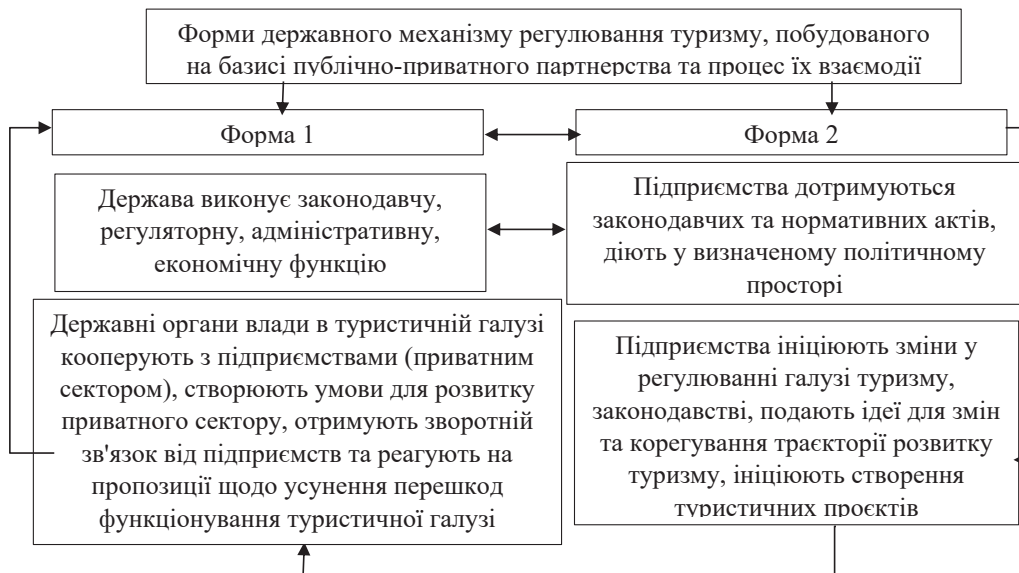 Форми державного механізму регулювання туризму, побудованого
на базисі публічно-приватного партнерства та процес їх взаємодії
Форма 1
Форма 2
Держава виконує законодавчу,
регуляторну, адміністративну,
економічну функцію
Підприємства дотримуються
законодавчих та нормативних актів,
діють у визначеному політичному
просторі
Державні органи влади в туристичній галузі
кооперують з підприємствами (приватним
сектором), створюють умови для розвитку
приватного сектору, отримують зворотній
зв'язок від підприємств та реагують на
пропозиції щодо усунення перешкод
функціонування туристичної галузі
Підприємства ініціюють зміни у
регулюванні галузі туризму,
законодавстві, подають ідеї для змін
та корегування траєкторії розвитку
туризму, ініціюють створення
туристичних проєктів